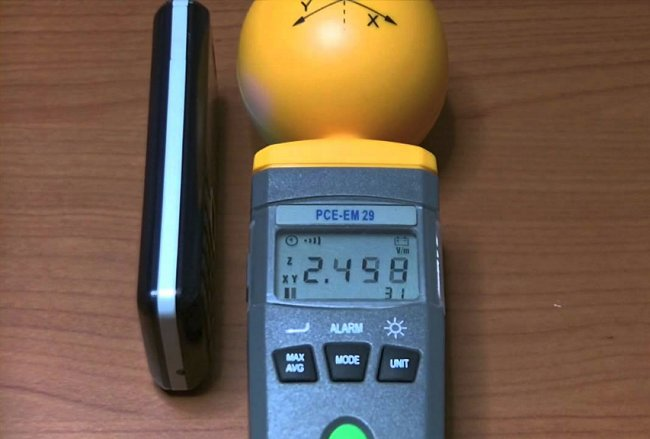 Y X
PCE-EM 29
V/m
Z
X Y 2.498
31
ALARM
MAX AVG
MODE
UNIT